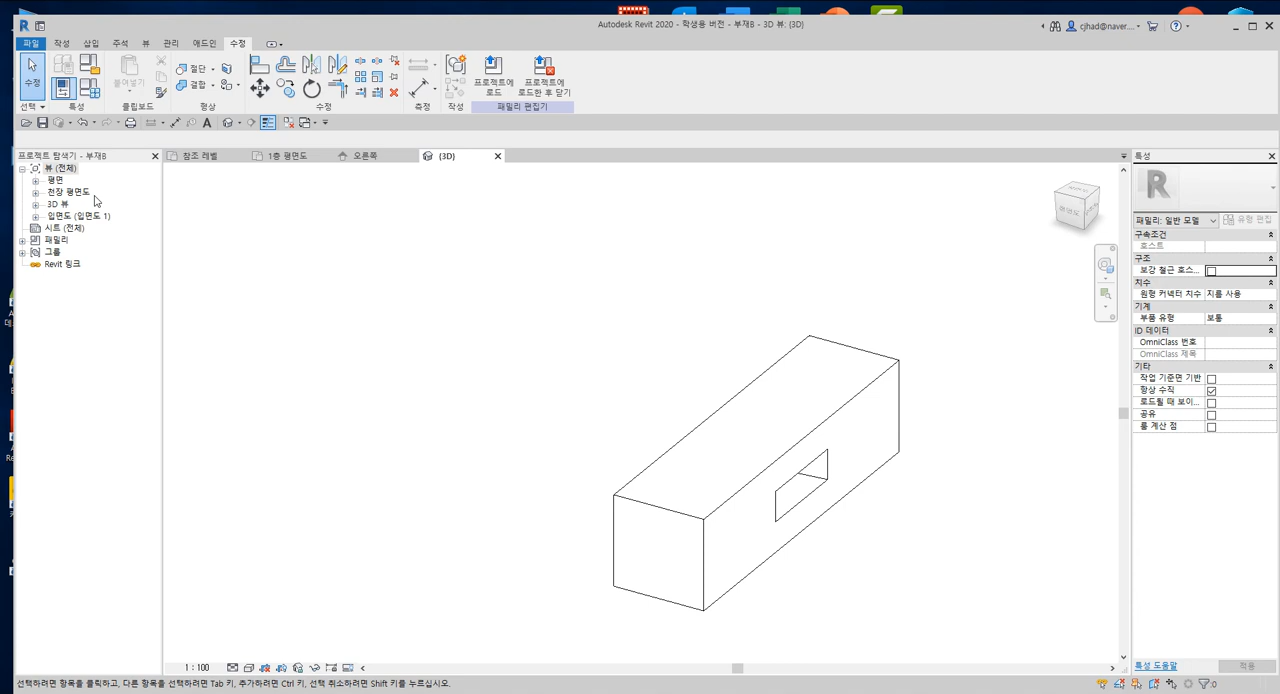 Autodesk Revit 2020 - 학생용 버전 - 부재B - 3D 뷰: {3D}
cjhad@naver....
파일 작성 삽입 주석 뷰 관리 애드인 수정
수정
붙여넣기
절단
결합
프로젝트에
로드
프로젝트에
로드한 후 닫기
선택 특성 클립보드 형상 수정 측정 작성 패밀리 편집기
프로젝트 탐색기 - 부재B
참조 레벨
1층 평면도
오른쪽
{3D}
특성
뷰 (전체)
평면
천장 평면도
3D 뷰
입면도 (입면도 1)
시트 (전체)
패밀리
그룹
Revit 링크
패밀리: 일반 모델
유형 편집
구속조건
호스트
구조
보강 철근 호스...
치수
원형 커넥터 치수 지름 사용
기계
부품 유형 보통
ID 데이터
OmniClass 번호
OmniClass 제목
기타
작업 기준면 기반
항상 수직
로드될 때 보이...
공유
룸 계산 점
특성 도움말
적용
1 : 100
선택하려면 항목을 클릭하고, 다른 항목을 선택하려면 Tab 키, 추가하려면 Ctrl 키, 선택 취소하려면 Shift 키를 누르십시오.
:0